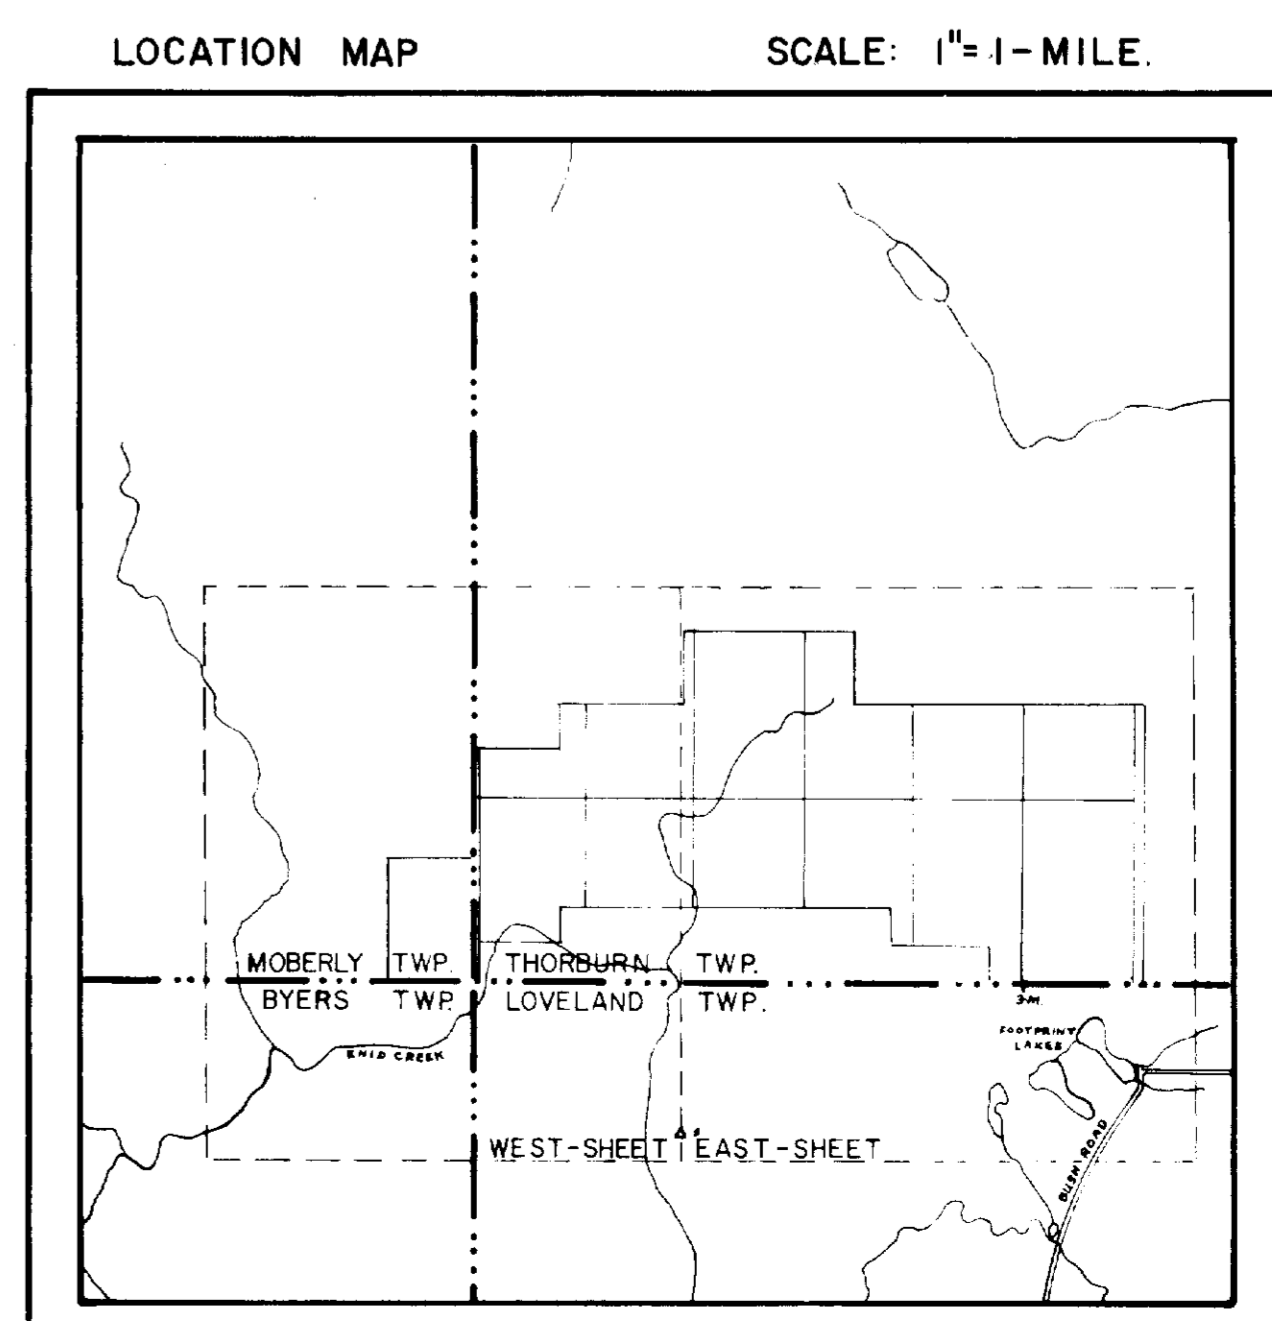 LOCATION MAP SCALE: 1"= 1-MILE.
MOBERLY TWP. THORBURN TWP.
BYERS TWP. LOVELAND TWP.
3-M.
FOOTPRINT
LAKES
ENID CREEK
BUSH ROAD
WEST-SHEET EAST-SHEET